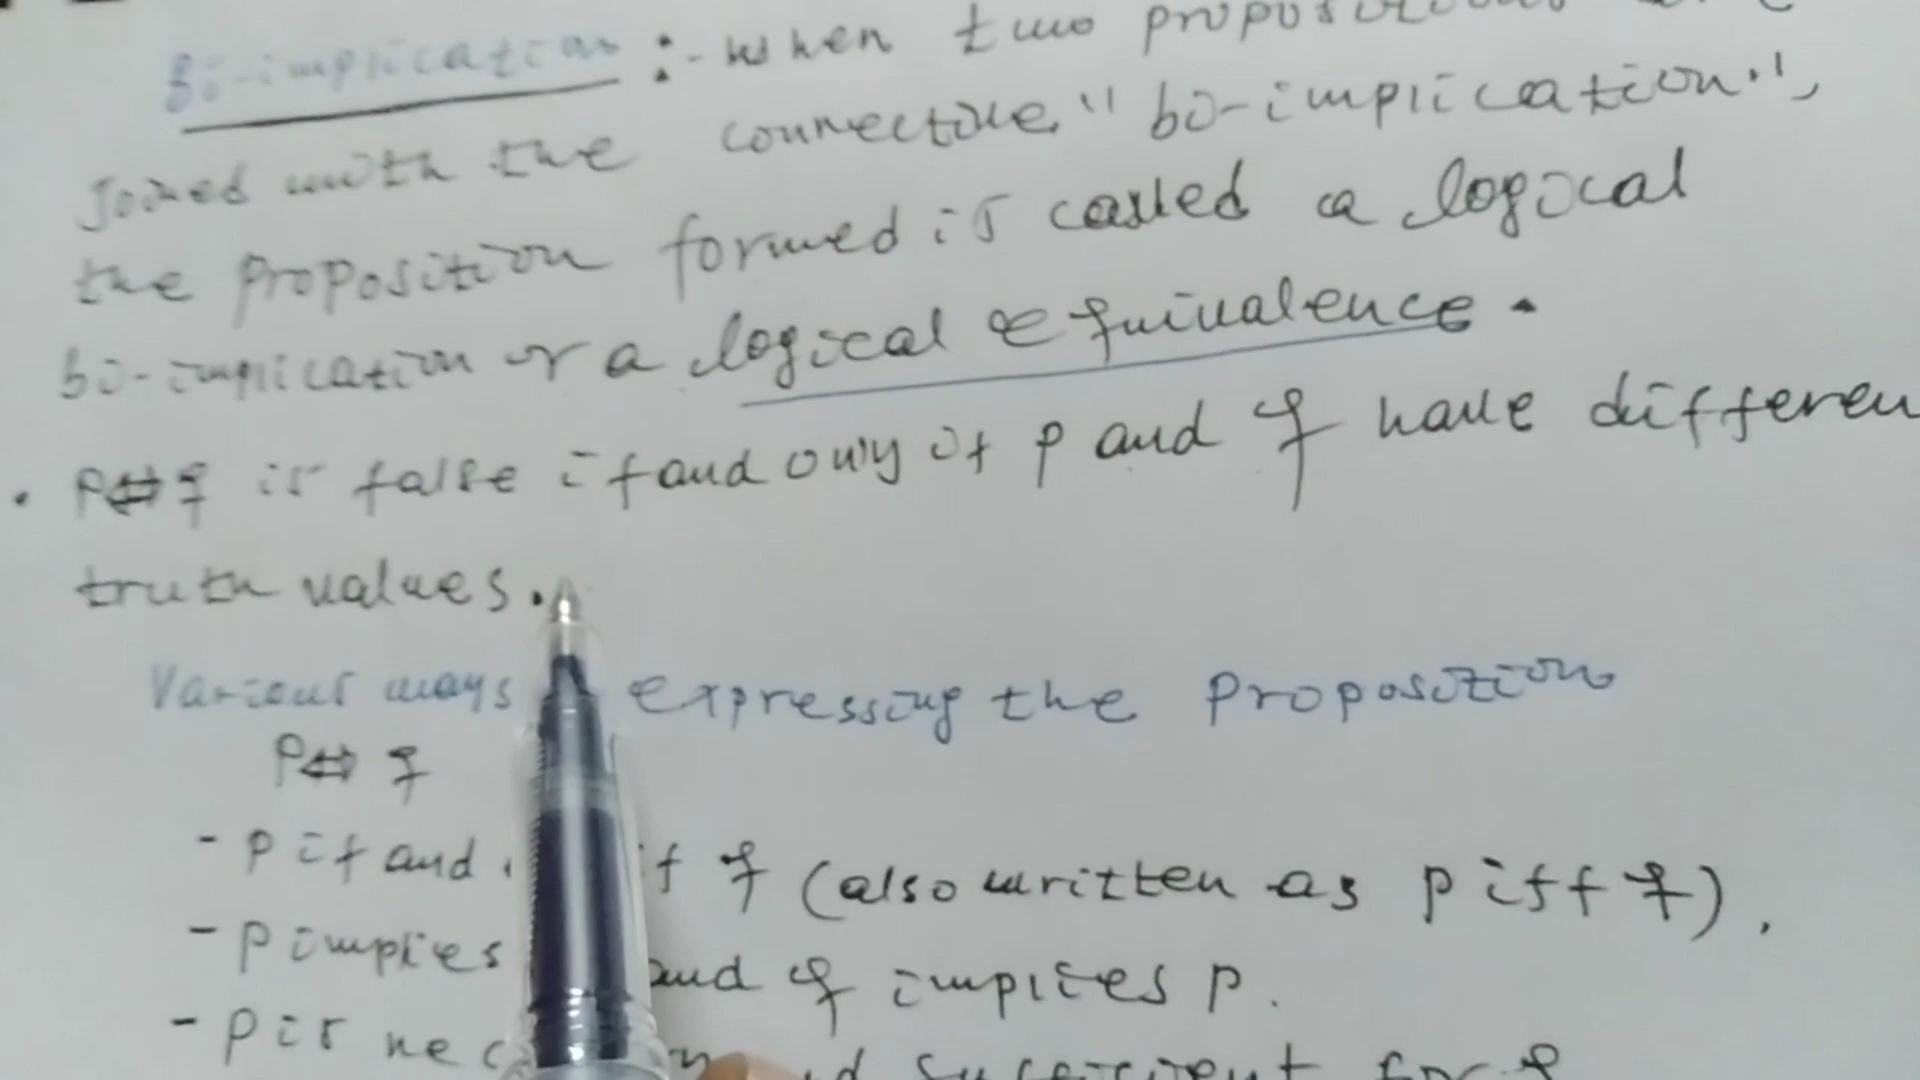 Bi-implication :- when two propositions
Joined with the connective "bi-implication",
the proposition formed is called a logical
bi-implication or a logical equivalence.
• P⇔q is false if and only if p and q have differen
truth values.
Various ways expressing the Proposition
P⇔q
- p if and if q (also written as p iff q).
- p implies and q implies p.
- p is sufficient for q